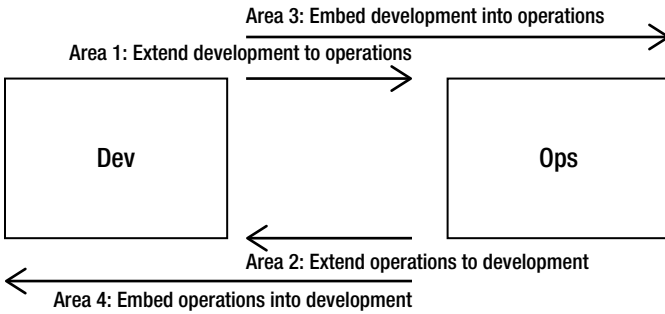 Area 3: Embed development into operations
Area 1: Extend development to operations
Dev
Ops
Area 2: Extend operations to development
Area 4: Embed operations into development